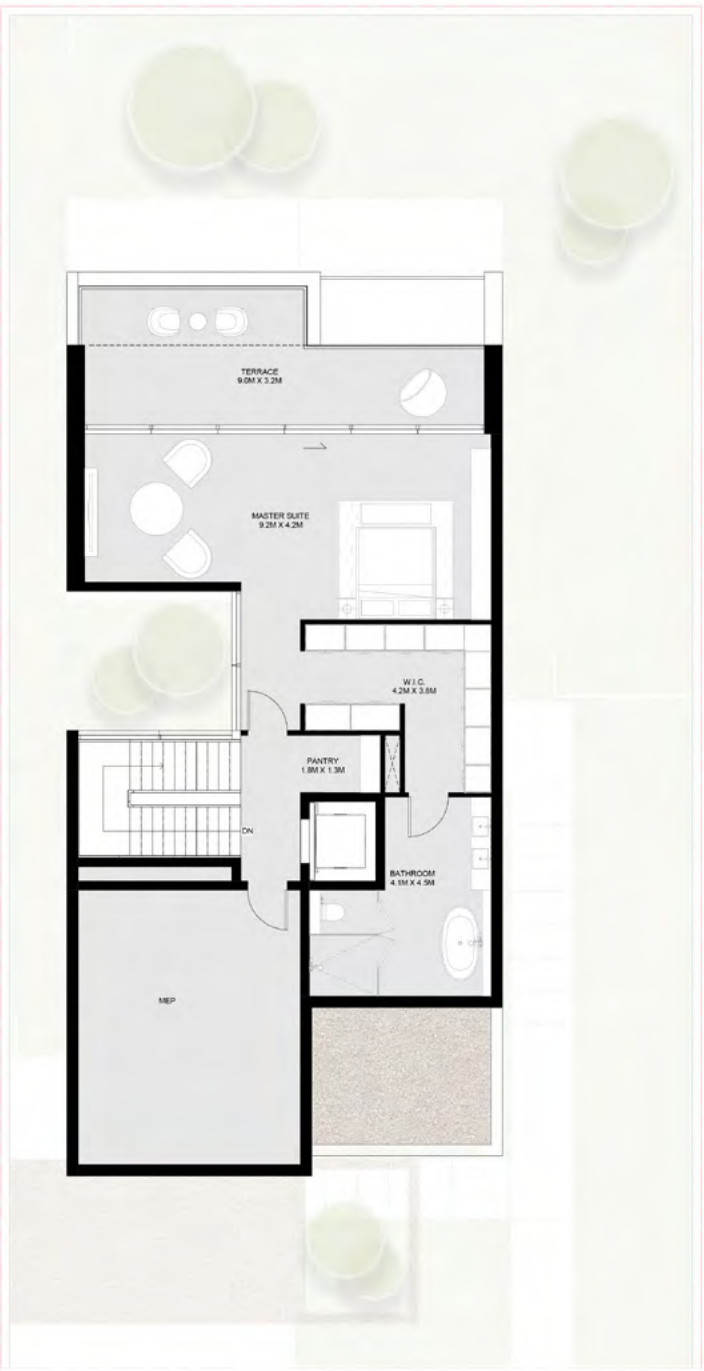 TERRACE
9.0M X 3.2M
MASTER SUITE
9.2M X 4.2M
W.I.C.
4.2M X 3.8M
PANTRY
1.8M X 1.3M
DN
BATHROOM
4.1M X 4.5M
MEP